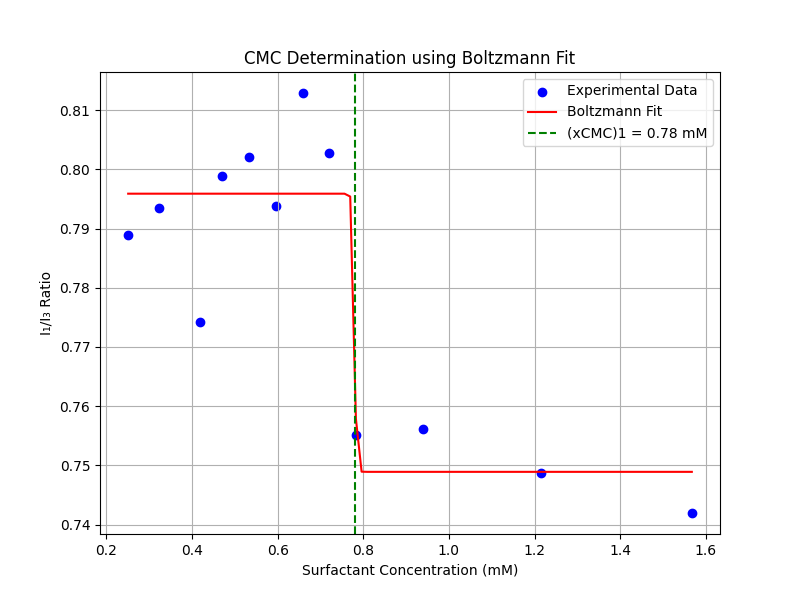 CMC Determination using Boltzmann Fit
Experimental Data
Boltzmann Fit
(xCMC)1 = 0.78 mM
I₁/I₃ Ratio
0.81
0.80
0.79
0.78
0.77
0.76
0.75
0.74
0.2 0.4 0.6 0.8 1.0 1.2 1.4 1.6
Surfactant Concentration (mM)